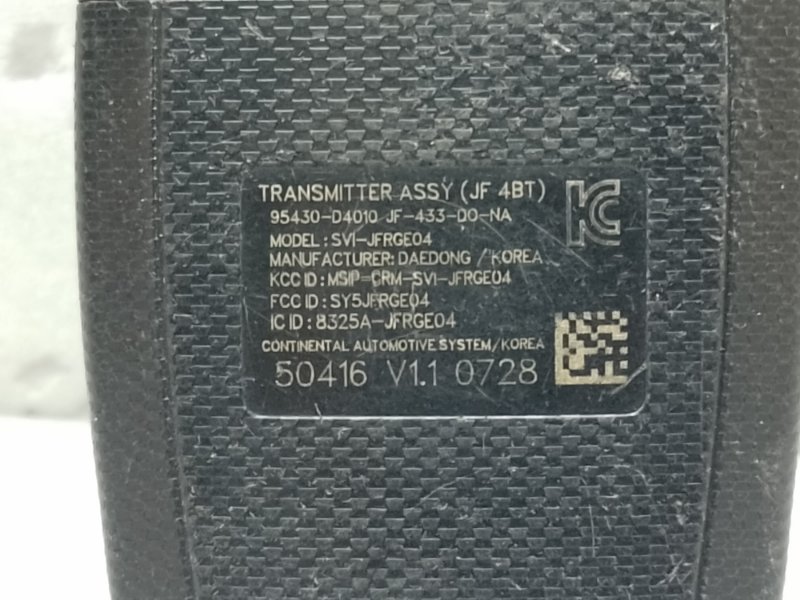 TRANSMITTER ASSY (JF 4BT)
95430-D4010 JF-433-DO-NA
MODEL: SVI-JFRGE04
MANUFACTURER: DAEDONG / KOREA
KCC ID: MSIP-CRM-SVI-JFRGE04
FCC ID: SY5JFRGE04
IC ID: 8325A-JFRGE04
CONTINENTAL AUTOMOTIVE SYSTEM/KOREA
50416 V1.1 0728